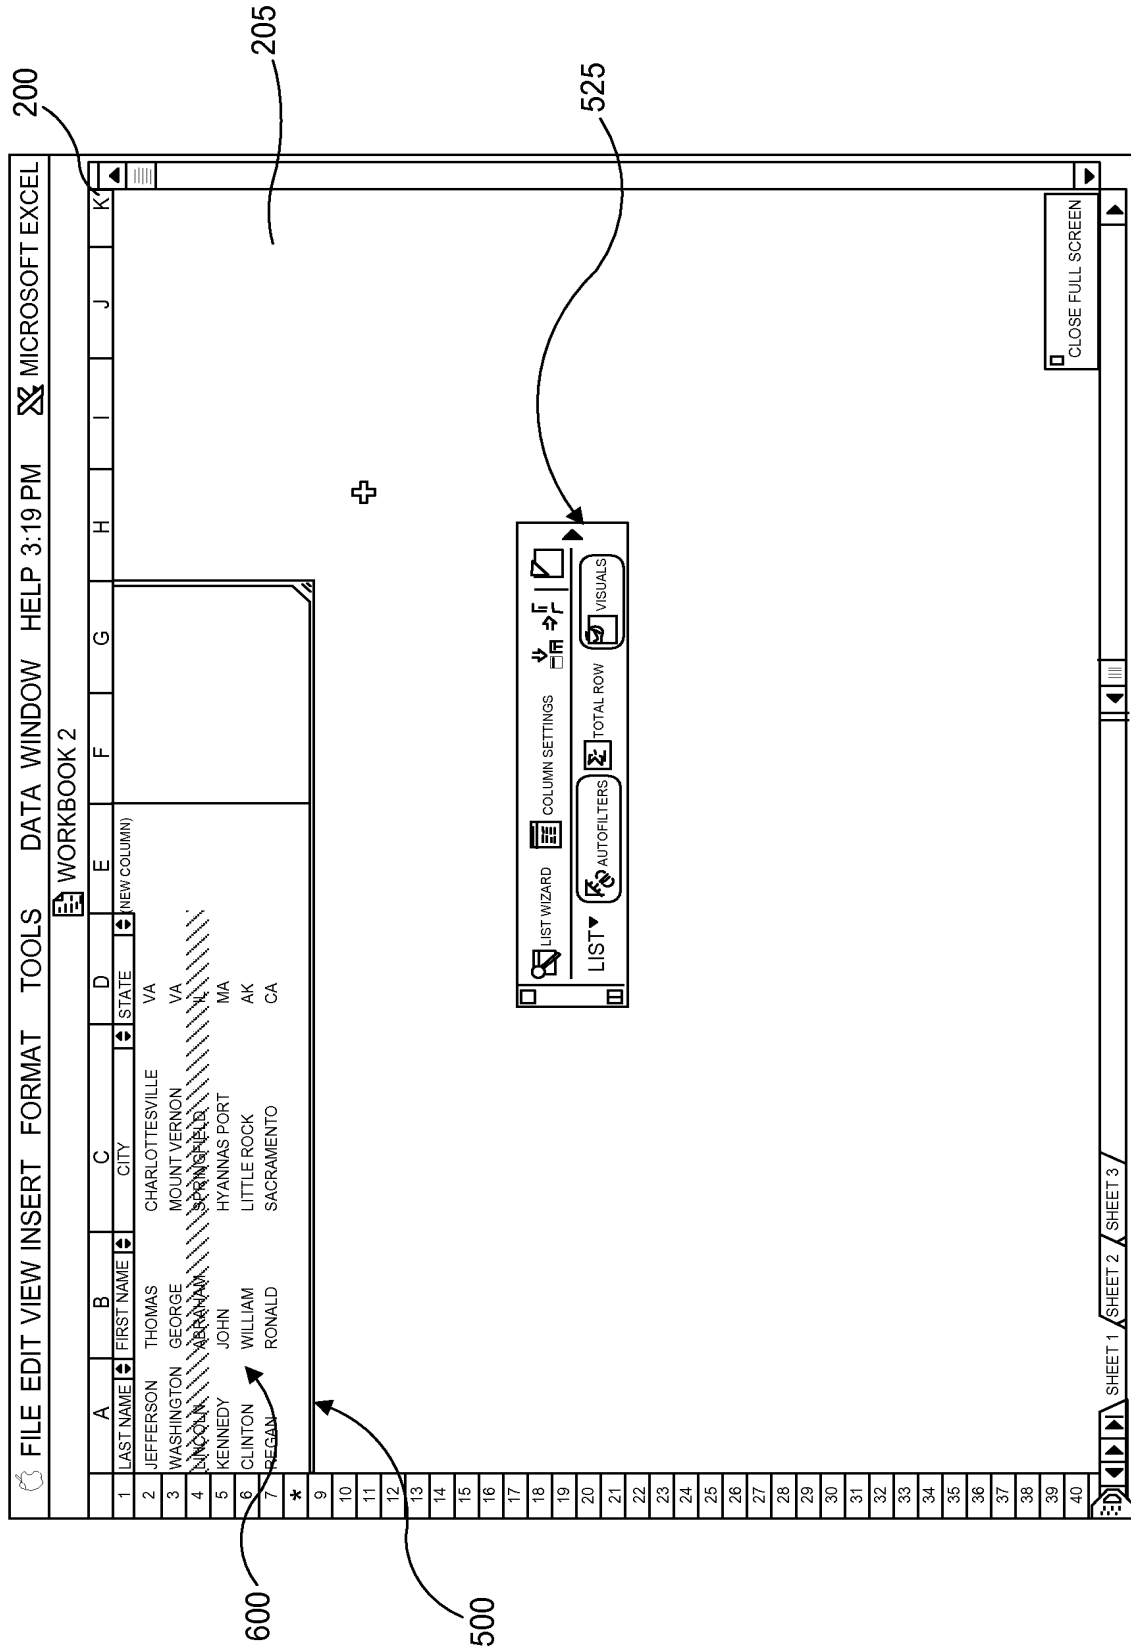 200
205
525
FILE EDIT VIEW INSERT FORMAT TOOLS DATA WINDOW HELP 3:19 PM MICROSOFT EXCEL
WORKBOOK 2
A B C D E F G H I J K
1 LAST NAME FIRST NAME CITY STATE (NEW COLUMN)
2 JEFFERSON THOMAS CHARLOTTESVILLE VA
3 WASHINGTON GEORGE MOUNT VERNON VA
4 LINCOLN ABRAHAM SPRINGFIELD IL
5 KENNEDY JOHN HYANNAS PORT MA
6 CLINTON WILLIAM LITTLE ROCK AK
7 REGAN RONALD SACRAMENTO CA
*
9
10
11
12
13
14
15
16
17
18
19
20
21
22
23
24
25
26
27
28
29
30
31
32
33
34
35
36
37
38
39
40
LIST WIZARD COLUMN SETTINGS
LIST AUTOFILTERS Σ TOTAL ROW VISUALS
CLOSE FULL SCREEN
SHEET 1 SHEET 2 SHEET 3
600
500